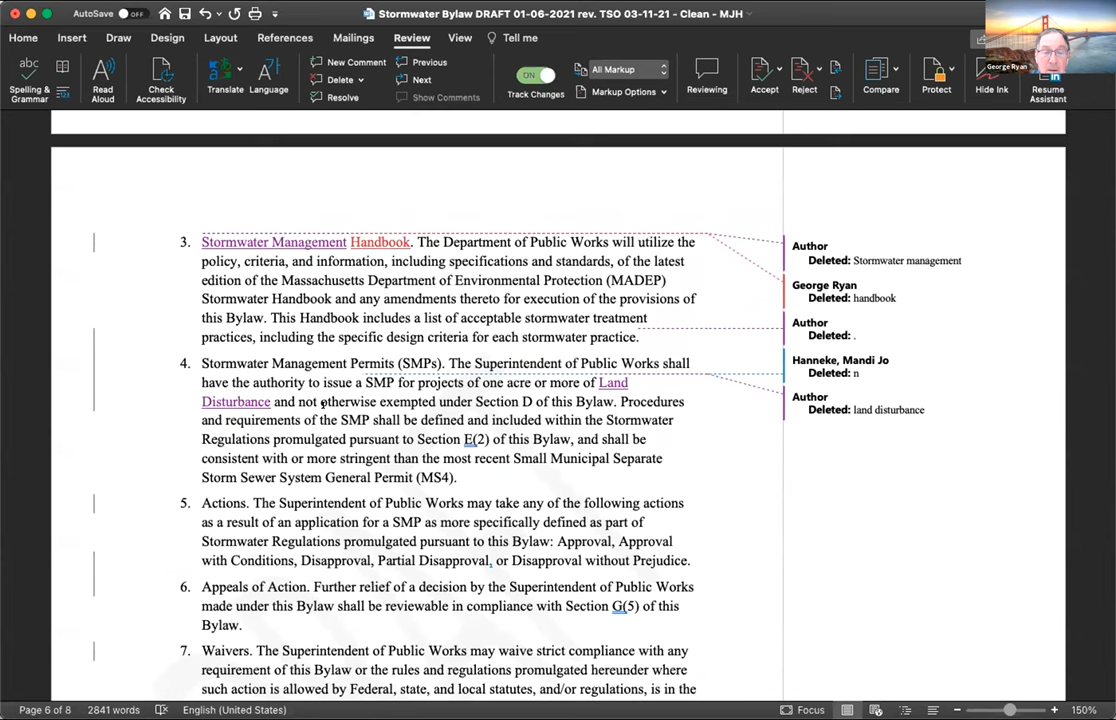 AutoSave OFF
Stormwater Bylaw DRAFT 01-06-2021 rev. TSO 03-11-21 - Clean - MJH
George Ryan
Home Insert Draw Design Layout References Mailings Review View Tell me
abc
Spelling & Grammar
Read Aloud
Check Accessibility
Translate
Language
New Comment
Delete
Resolve
Previous
Next
Show Comments
ON
Track Changes
All Markup
Markup Options
Reviewing
Accept
Reject
Compare
Protect
Hide Ink
Resume Assistant
3. Stormwater Management Handbook. The Department of Public Works will utilize the
policy, criteria, and information, including specifications and standards, of the latest
edition of the Massachusetts Department of Environmental Protection (MADEP)
Stormwater Handbook and any amendments thereto for execution of the provisions of
this Bylaw. This Handbook includes a list of acceptable stormwater treatment
practices, including the specific design criteria for each stormwater practice.
4. Stormwater Management Permits (SMPs). The Superintendent of Public Works shall
have the authority to issue a SMP for projects of one acre or more of Land
Disturbance and not otherwise exempted under Section D of this Bylaw. Procedures
and requirements of the SMP shall be defined and included within the Stormwater
Regulations promulgated pursuant to Section E(2) of this Bylaw, and shall be
consistent with or more stringent than the most recent Small Municipal Separate
Storm Sewer System General Permit (MS4).
5. Actions. The Superintendent of Public Works may take any of the following actions
as a result of an application for a SMP as more specifically defined as part of
Stormwater Regulations promulgated pursuant to this Bylaw: Approval, Approval
with Conditions, Disapproval, Partial Disapproval, or Disapproval without Prejudice.
6. Appeals of Action. Further relief of a decision by the Superintendent of Public Works
made under this Bylaw shall be reviewable in compliance with Section G(5) of this
Bylaw.
7. Waivers. The Superintendent of Public Works may waive strict compliance with any
requirement of this Bylaw or the rules and regulations promulgated hereunder where
such action is allowed by Federal, state, and local statutes, and/or regulations, is in the
Author
Deleted: Stormwater management
George Ryan
Deleted: handbook
Author
Deleted: .
Hanneke, Mandi Jo
Deleted: n
Author
Deleted: land disturbance
Page 6 of 8 2841 words English (United States) Focus 150%